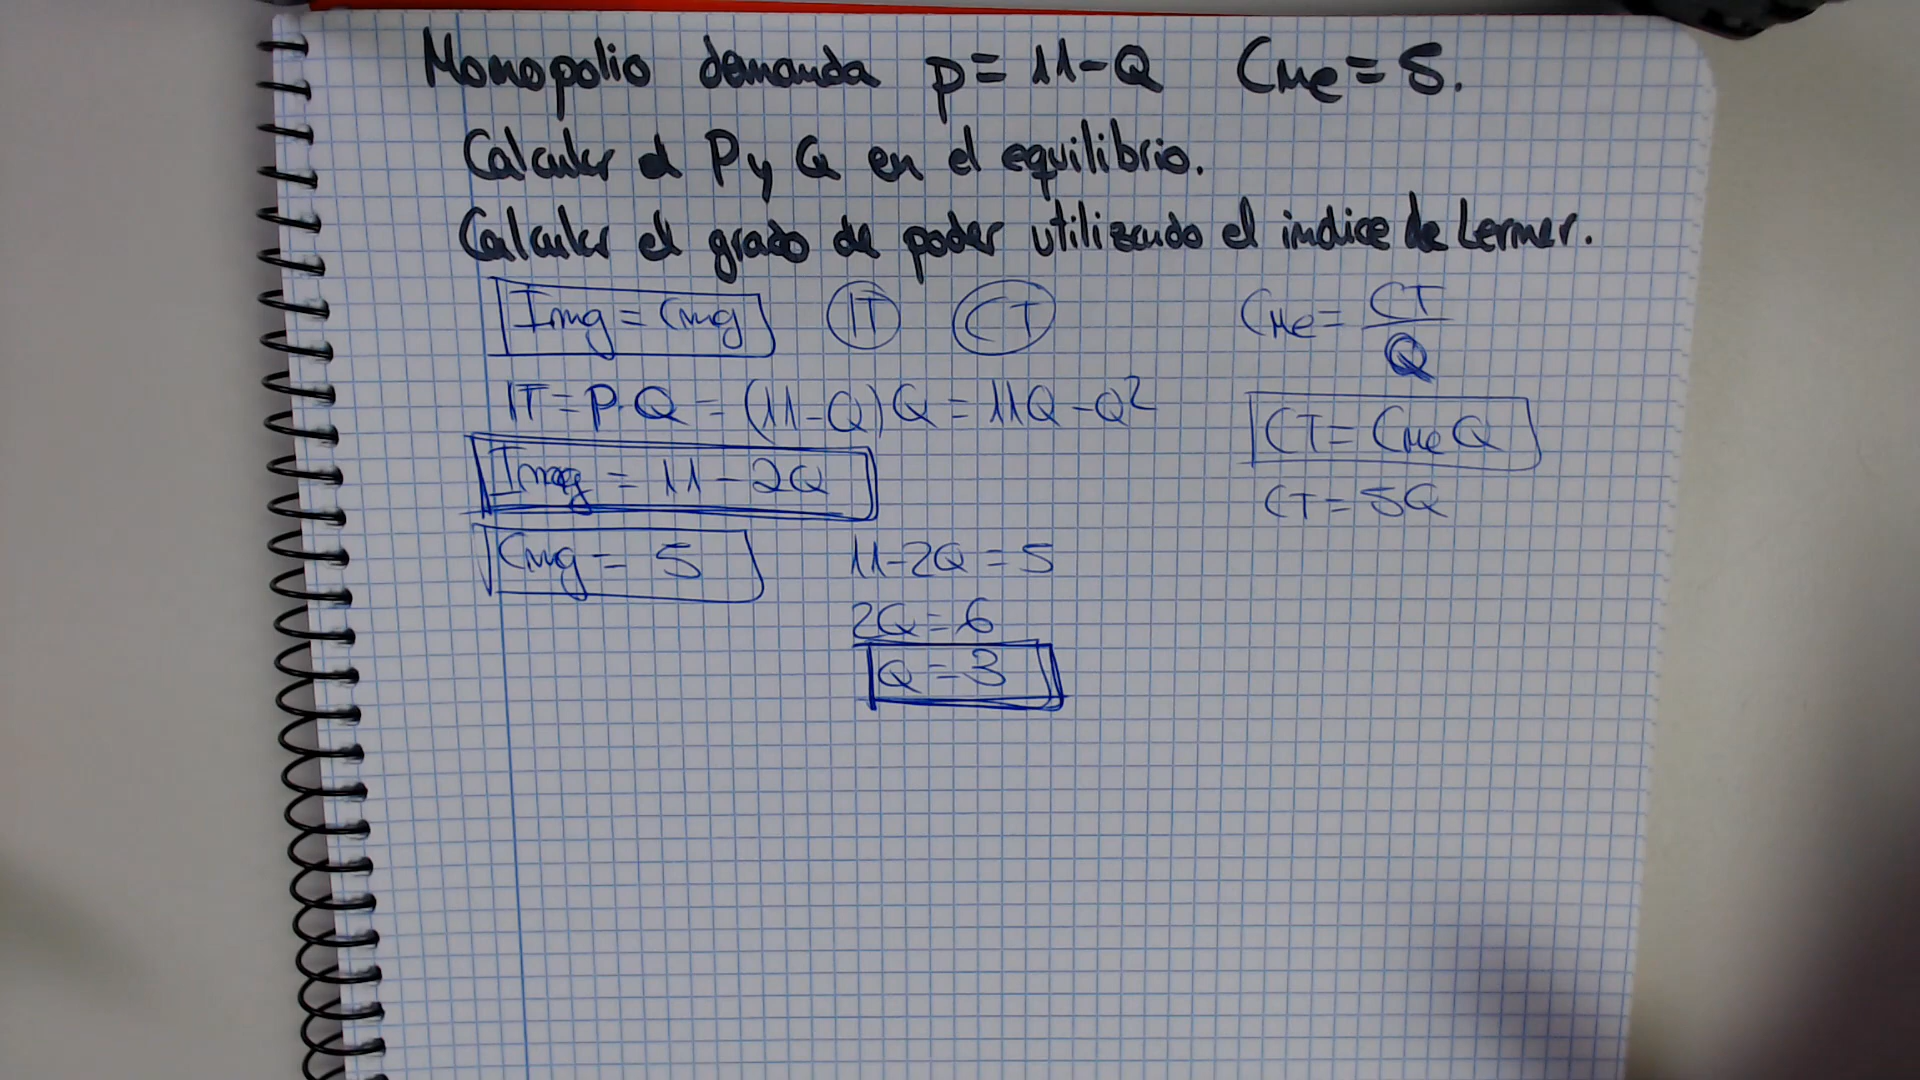 Monopolio demanda p = 11 - Q CMe = 5.
Calcular el P y Q en el equilibrio.
Calcular el grado de poder utilizando el indice de Lerner.
Img = Cmg IT CT
IT = P·Q = (11-Q)Q = 11Q - Q²
Img = 11 - 2Q
Cmg = 5
11 - 2Q = 5
2Q = 6
Q = 3
CMe = CT/Q
CT = CMe Q
CT = 5Q